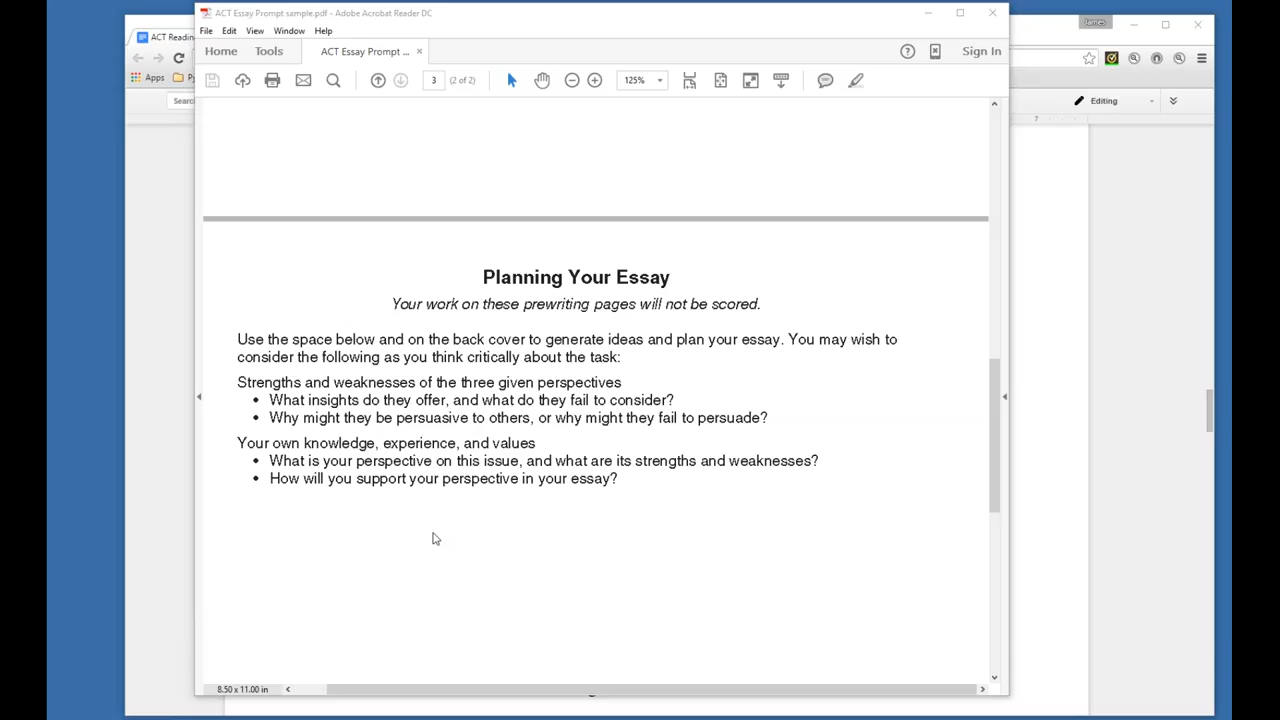 ACT Essay Prompt sample.pdf - Adobe Acrobat Reader DC
James
ACT Readin
File Edit View Window Help
Home Tools ACT Essay Prompt ... × Sign In
3 (2 of 2) 125%
Apps
Searc
Editing
7
Planning Your Essay
Your work on these prewriting pages will not be scored.
Use the space below and on the back cover to generate ideas and plan your essay. You may wish to
consider the following as you think critically about the task:
Strengths and weaknesses of the three given perspectives
• What insights do they offer, and what do they fail to consider?
• Why might they be persuasive to others, or why might they fail to persuade?
Your own knowledge, experience, and values
• What is your perspective on this issue, and what are its strengths and weaknesses?
• How will you support your perspective in your essay?
8.50 x 11.00 in